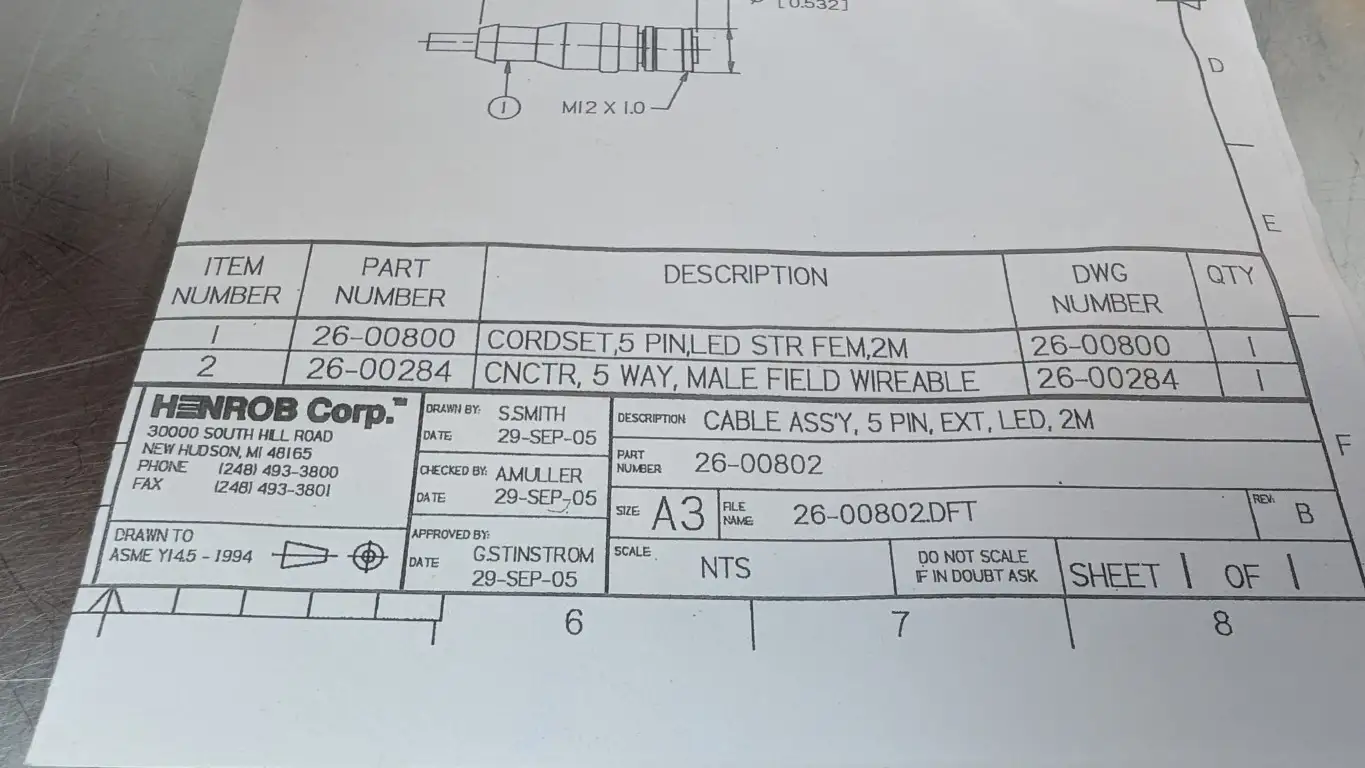 [0.532]
D
1
M12 X 1.0
E
ITEM NUMBER PART NUMBER DESCRIPTION DWG NUMBER QTY
1 26-00800 CORDSET,5 PIN,LED STR FEM,2M 26-00800 1
2 26-00284 CNCTR, 5 WAY, MALE FIELD WIREABLE 26-00284 1
HENROB Corp.™
30000 SOUTH HILL ROAD
NEW HUDSON, MI 48165
PHONE (248) 493-3800
FAX (248) 493-3801
DRAWN TO
ASME Y14.5 - 1994
DRAWN BY: S.SMITH
DATE 29-SEP-05
CHECKED BY: A.MULLER
DATE 29-SEP-05
APPROVED BY:
G.STINSTROM
DATE 29-SEP-05
DESCRIPTION CABLE ASS'Y, 5 PIN, EXT, LED, 2M
PART NUMBER 26-00802
SIZE A3 FILE NAME 26-00802.DFT REV: B
SCALE NTS
DO NOT SCALE
IF IN DOUBT ASK
SHEET 1 OF 1
F
6 7 8